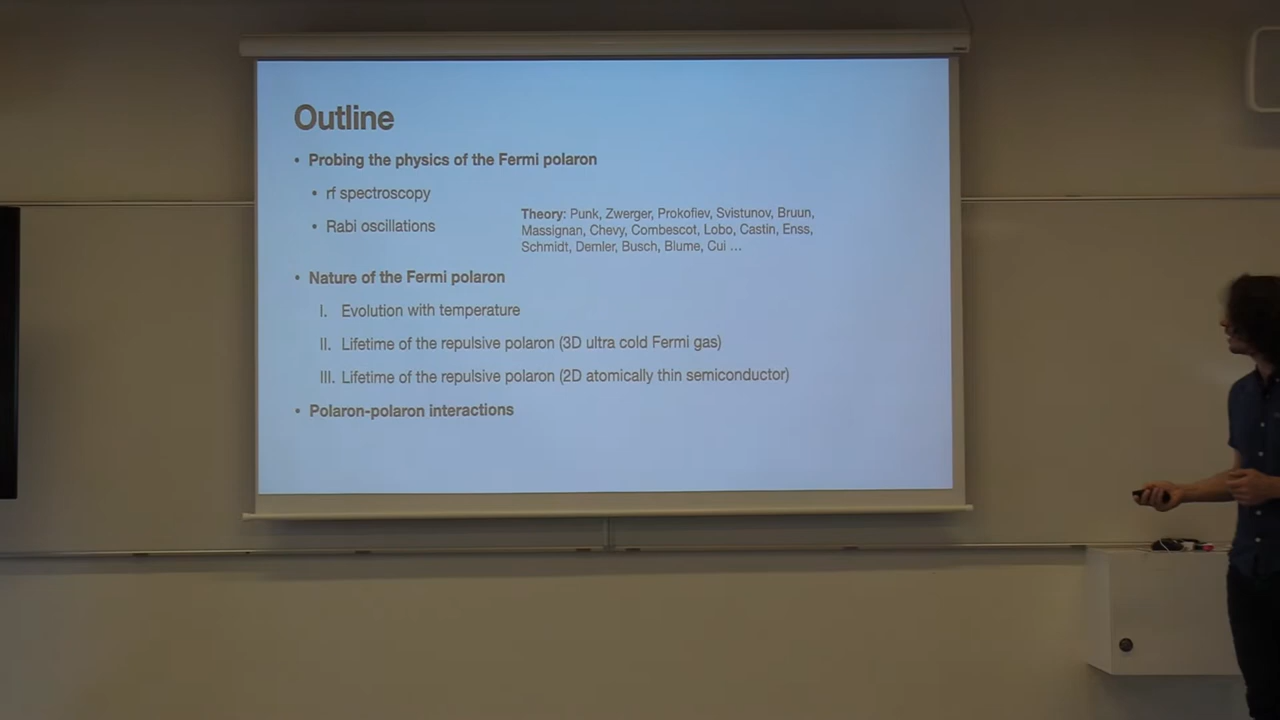 Outline
• Probing the physics of the Fermi polaron
• rf spectroscopy
• Rabi oscillations
Theory: Punk, Zwerger, Prokofiev, Svistunov, Bruun,
Massignan, Chevy, Combescot, Lobo, Castin, Enss,
Schmidt, Demler, Busch, Blume, Cui ...
• Nature of the Fermi polaron
I. Evolution with temperature
II. Lifetime of the repulsive polaron (3D ultra cold Fermi gas)
III. Lifetime of the repulsive polaron (2D atomically thin semiconductor)
• Polaron-polaron interactions